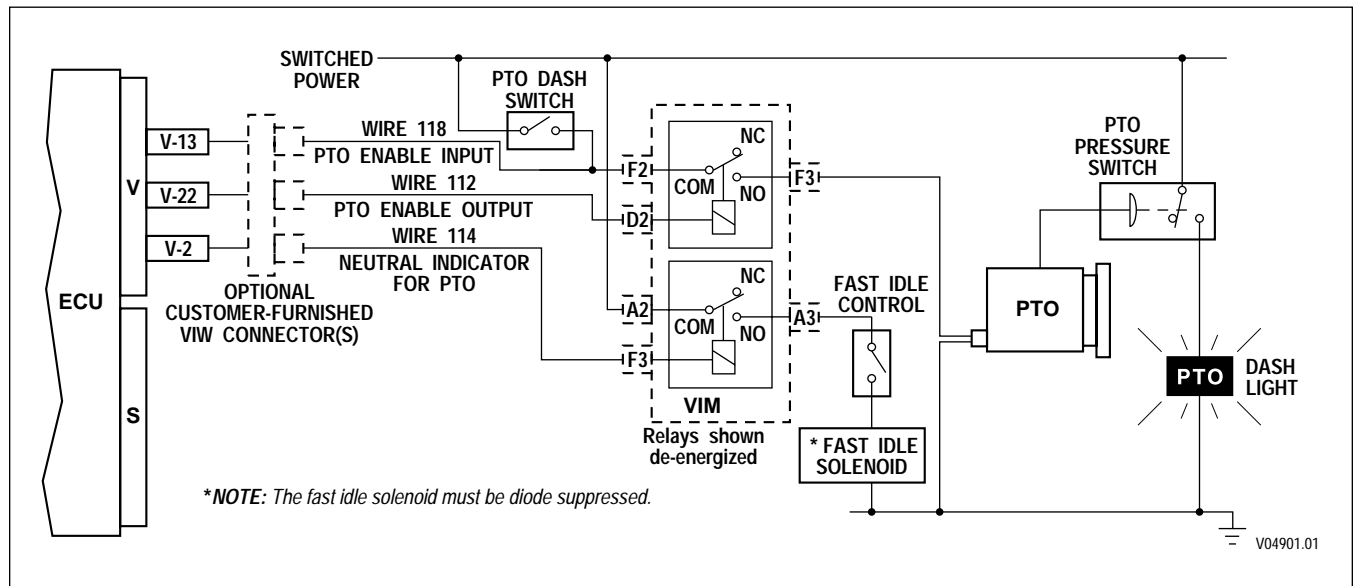 SWITCHED
POWER
PTO DASH
SWITCH
V-13
V-22
V-2
V
ECU
S
OPTIONAL
CUSTOMER-FURNISHED
VIW CONNECTOR(S)
WIRE 118
PTO ENABLE INPUT
WIRE 112
PTO ENABLE OUTPUT
WIRE 114
NEUTRAL INDICATOR
FOR PTO
F2
D2
A2
F3
NC
COM
NO
F3
NC
COM
NO
A3
VIM
Relays shown
de-energized
FAST IDLE
CONTROL
* FAST IDLE
SOLENOID
PTO
PTO
PRESSURE
SWITCH
PTO
DASH
LIGHT
*NOTE: The fast idle solenoid must be diode suppressed.
V04901.01